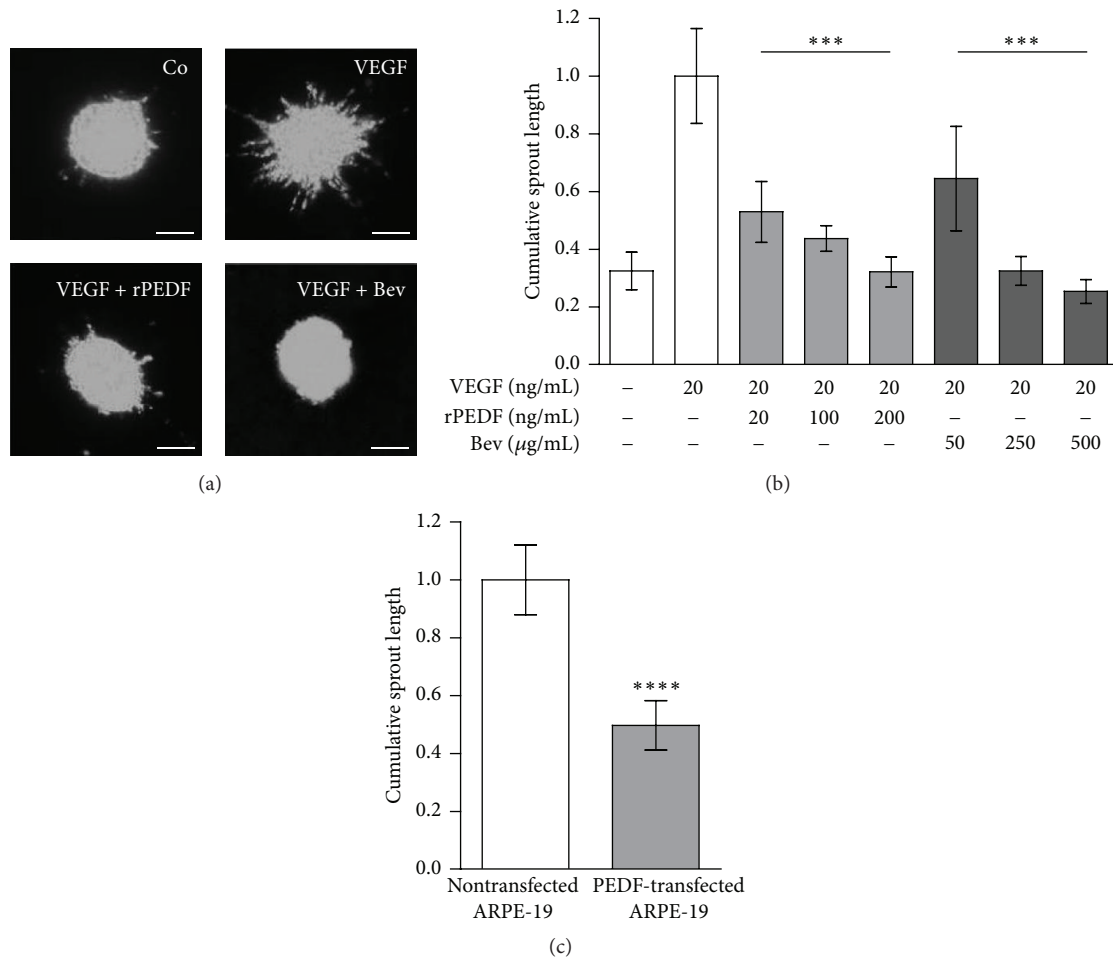 Co
VEGF
VEGF + rPEDF
VEGF + Bev
(a)
Cumulative sprout length
1.2
1.0
0.8
0.6
0.4
0.2
0.0
***
***
VEGF (ng/mL) – 20 20 20 20 20 20 20
rPEDF (ng/mL) – – 20 100 200 – – –
Bev (μg/mL) – – – – – 50 250 500
(b)
Cumulative sprout length
1.2
1.0
0.8
0.6
0.4
0.2
0.0
****
Nontransfected
ARPE-19
PEDF-transfected
ARPE-19
(c)